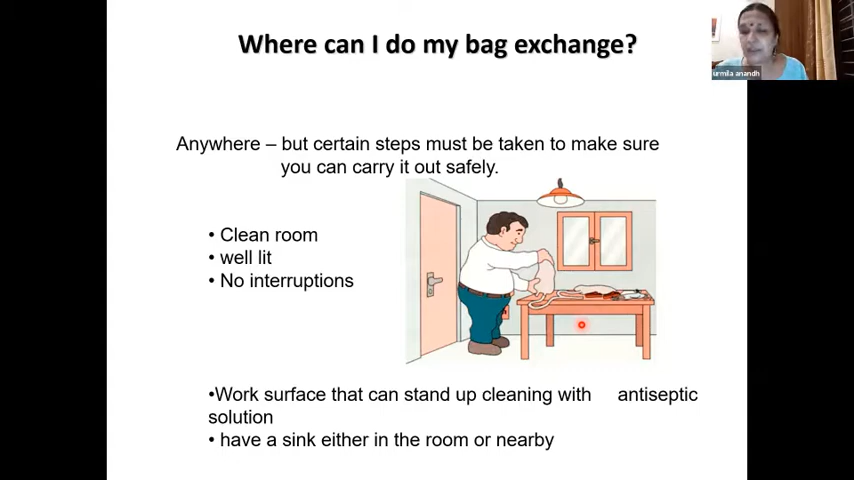 Where can I do my bag exchange?
urmila anandh
Anywhere – but certain steps must be taken to make sure
you can carry it out safely.
• Clean room
• well lit
• No interruptions
•Work surface that can stand up cleaning with antiseptic
solution
• have a sink either in the room or nearby